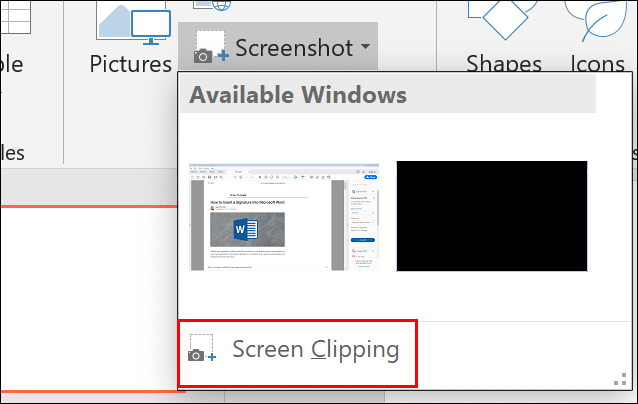 Screenshot
ble
Pictures
Shapes
Icons
les
Available Windows
How to Insert a Signature into Microsoft Word
W
Screen Clipping